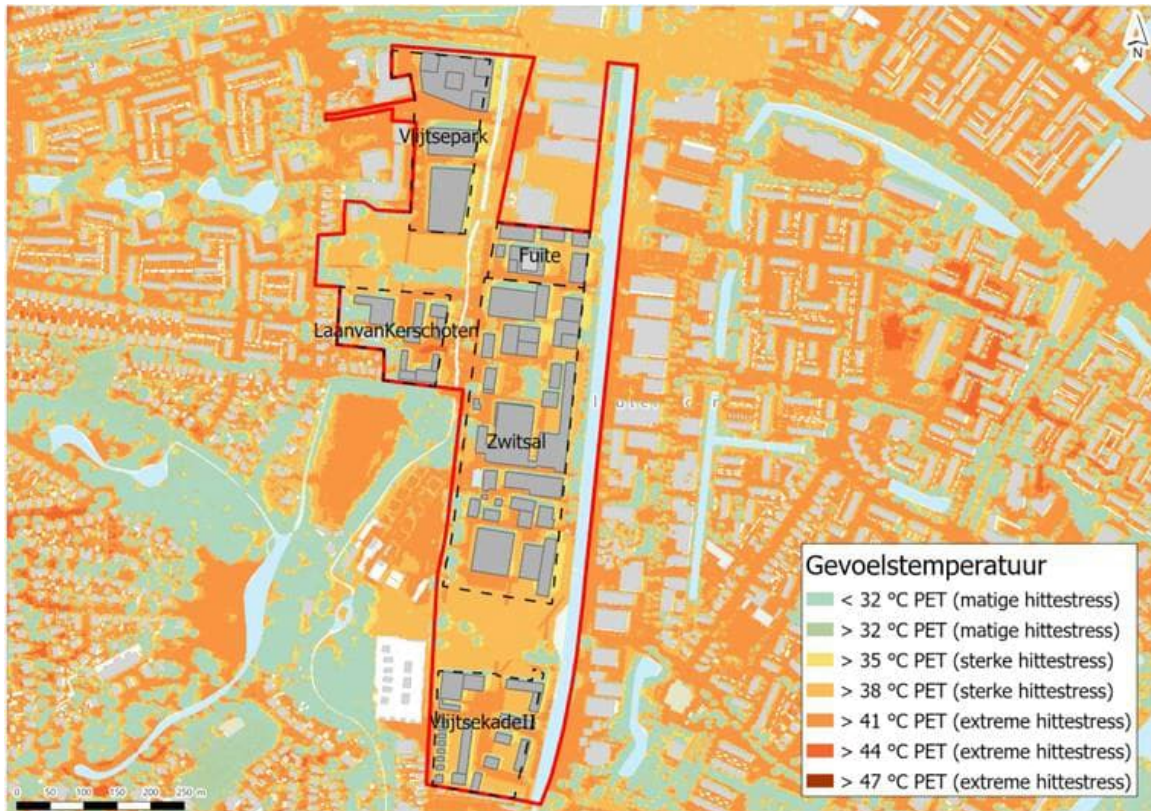 N
Vlijtsepark
Fuite
LaanvanKerschoten
Zwitsal
VlijtsekadeII
Gevoelstemperatuur
< 32 °C PET (matige hittestress)
> 32 °C PET (matige hittestress)
> 35 °C PET (sterke hittestress)
> 38 °C PET (sterke hittestress)
> 41 °C PET (extreme hittestress)
> 44 °C PET (extreme hittestress)
> 47 °C PET (extreme hittestress)
0 50 100 150 200 250 m